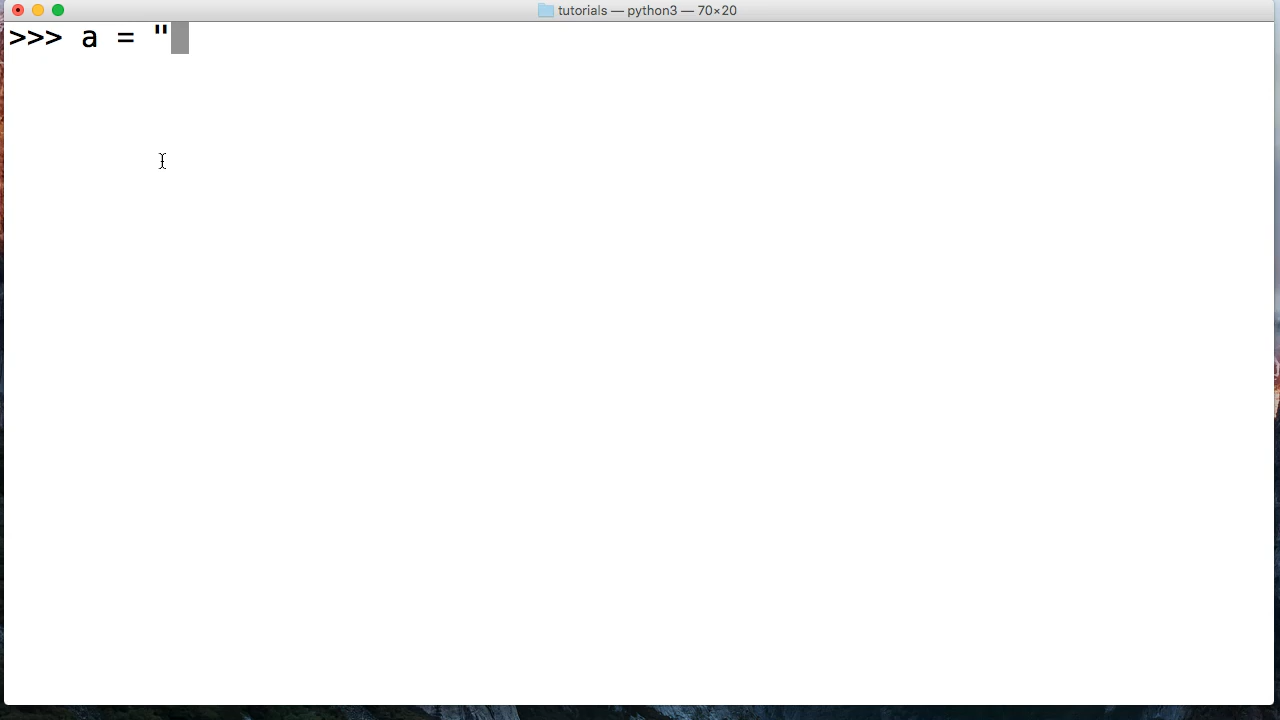 tutorials — python3 — 70×20
>>> a = "